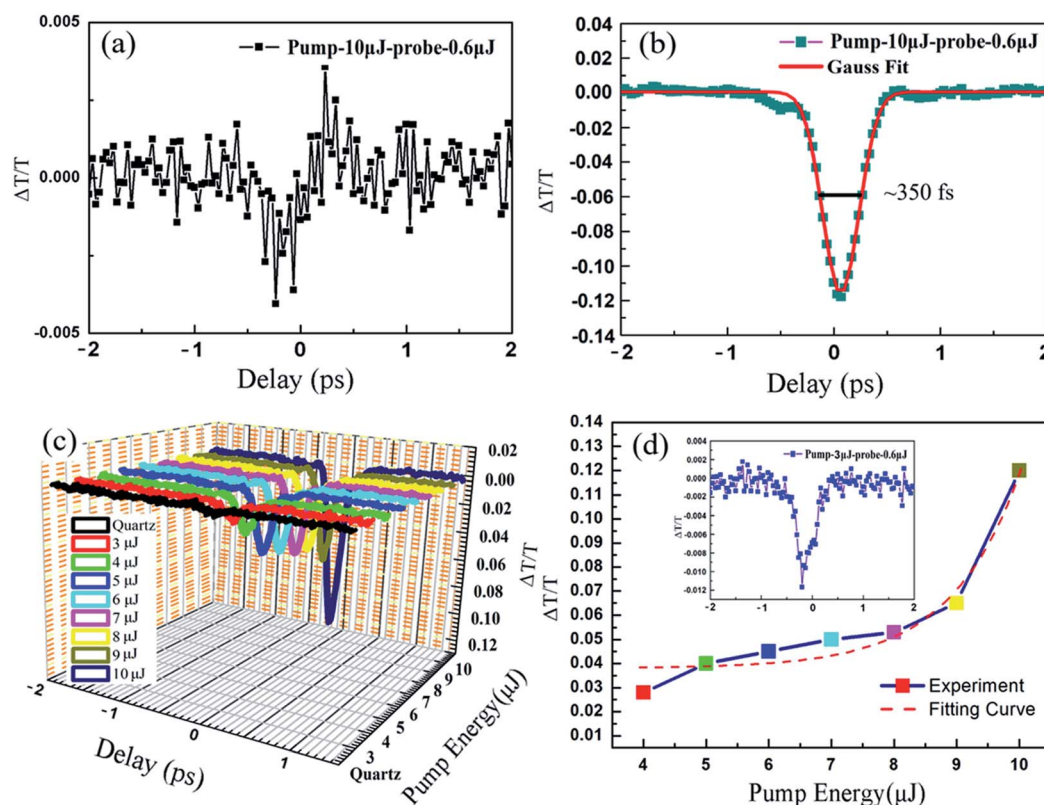 (a)
Pump-10μJ-probe-0.6μJ
0.005
0.000
-0.005
ΔT/T
-2
-1
0
1
2
Delay (ps)
(b)
Pump-10μJ-probe-0.6μJ
Gauss Fit
0.04
0.02
0.00
-0.02
-0.04
-0.06
-0.08
-0.10
-0.12
-0.14
ΔT/T
~350 fs
-2
-1
0
1
2
Delay (ps)
(c)
Quartz
3 μJ
4 μJ
5 μJ
6 μJ
7 μJ
8 μJ
9 μJ
10 μJ
0.02
0.00
0.02
0.04
0.06
0.08
0.10
0.12
ΔT/T
-2
-1
0
1
Delay (ps)
Quartz
3
4
5
6
7
8
9
10
Pump Energy(μJ)
(d)
0.14
0.13
0.12
0.11
0.10
0.09
0.08
0.07
0.06
0.05
0.04
0.03
0.02
0.01
ΔT/T
Pump-3μJ-probe-0.6μJ
0.004
0.002
0.000
-0.002
-0.004
-0.006
-0.008
-0.010
-0.012
ΔT/T
-2
-1
0
1
2
Experiment
Fitting Curve
4
5
6
7
8
9
10
Pump Energy(μJ)